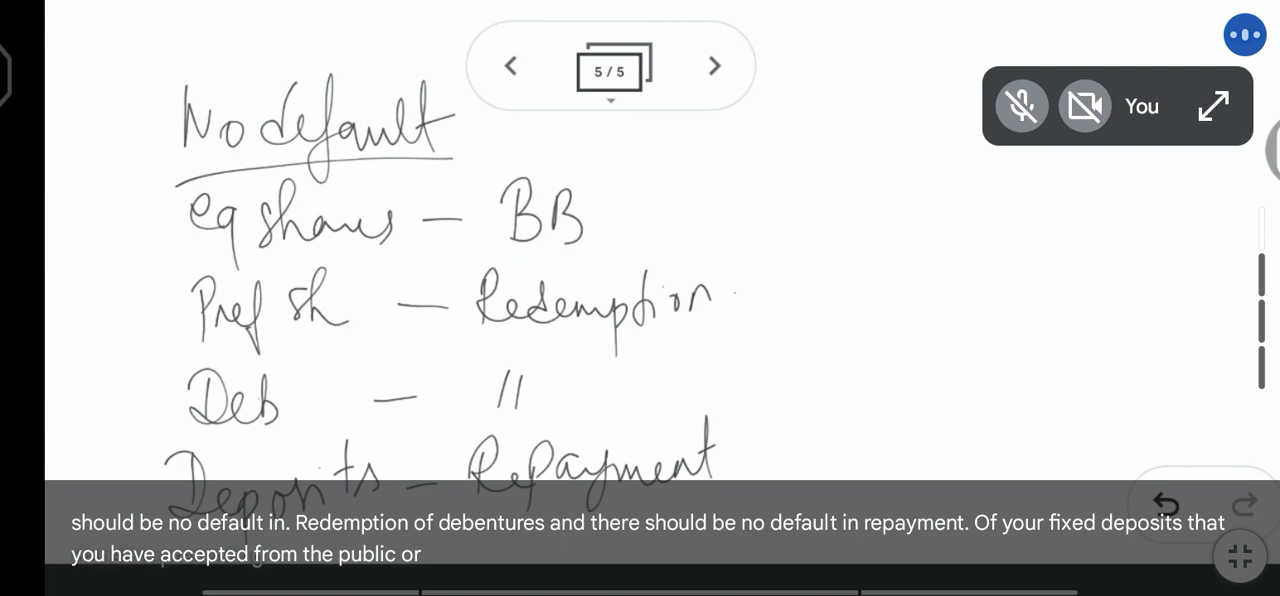 5 / 5
You
No default
eq shares – BB
Pref sh – Redemption
Deb – //
Deposits – Repayment
should be no default in. Redemption of debentures and there should be no default in repayment. Of your fixed deposits that
you have accepted from the public or